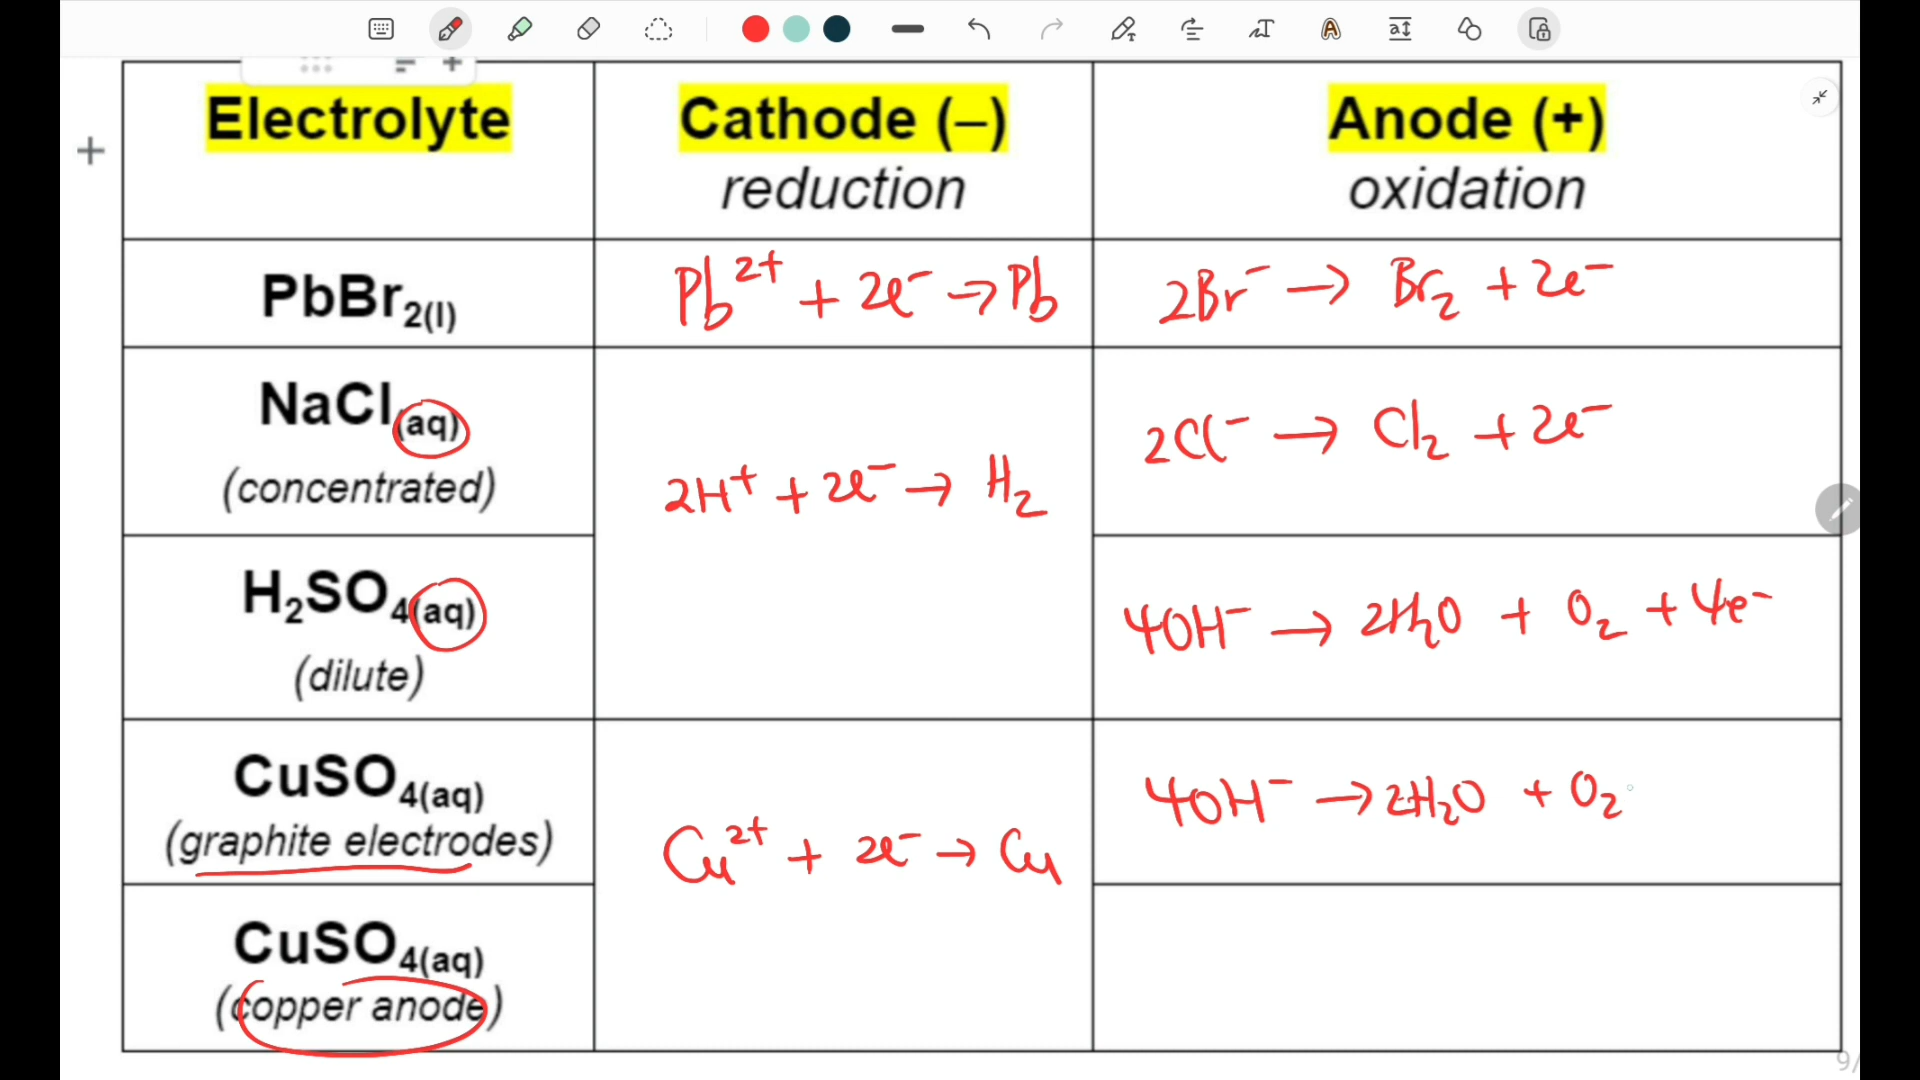 Electrolyte
Cathode (–)
reduction
Anode (+)
oxidation
PbBr₂₍ₗ₎
Pb²⁺ + 2e⁻ → Pb
2Br⁻ → Br₂ + 2e⁻
NaCl(aq)
(concentrated)
2H⁺ + 2e⁻ → H₂
2Cl⁻ → Cl₂ + 2e⁻
H₂SO₄(aq)
(dilute)
4OH⁻ → 2H₂O + O₂ + 4e⁻
CuSO₄(aq)
(graphite electrodes)
Cu²⁺ + 2e⁻ → Cu
4OH⁻ → 2H₂O + O₂
CuSO₄(aq)
(copper anode)